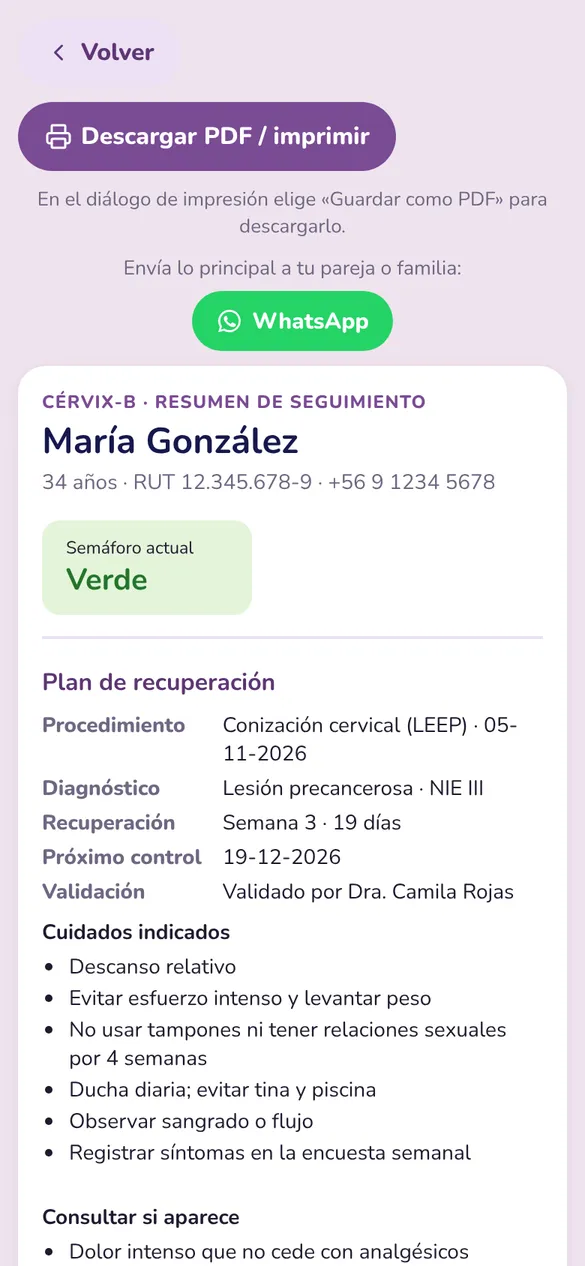 Volver
Descargar PDF / imprimir
En el diálogo de impresión elige «Guardar como PDF» para
descargarlo.
Envía lo principal a tu pareja o familia:
WhatsApp
CÉRVIX-B · RESUMEN DE SEGUIMIENTO
María González
34 años · RUT 12.345.678-9 · +56 9 1234 5678
Semáforo actual
Verde
Plan de recuperación
Procedimiento Conización cervical (LEEP) · 05-
11-2026
Diagnóstico Lesión precancerosa · NIE III
Recuperación Semana 3 · 19 días
Próximo control 19-12-2026
Validación Validado por Dra. Camila Rojas
Cuidados indicados
• Descanso relativo
• Evitar esfuerzo intenso y levantar peso
• No usar tampones ni tener relaciones sexuales
por 4 semanas
• Ducha diaria; evitar tina y piscina
• Observar sangrado o flujo
• Registrar síntomas en la encuesta semanal
Consultar si aparece
• Dolor intenso que no cede con analgésicos